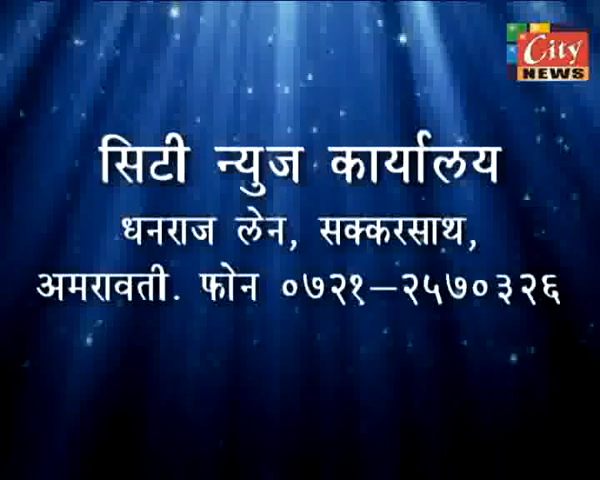 City
NEWS
सिटी न्युज कार्यालय
धनराज लेन, सक्करसाथ,
अमरावती. फोन ०७२१–२५७०३२६